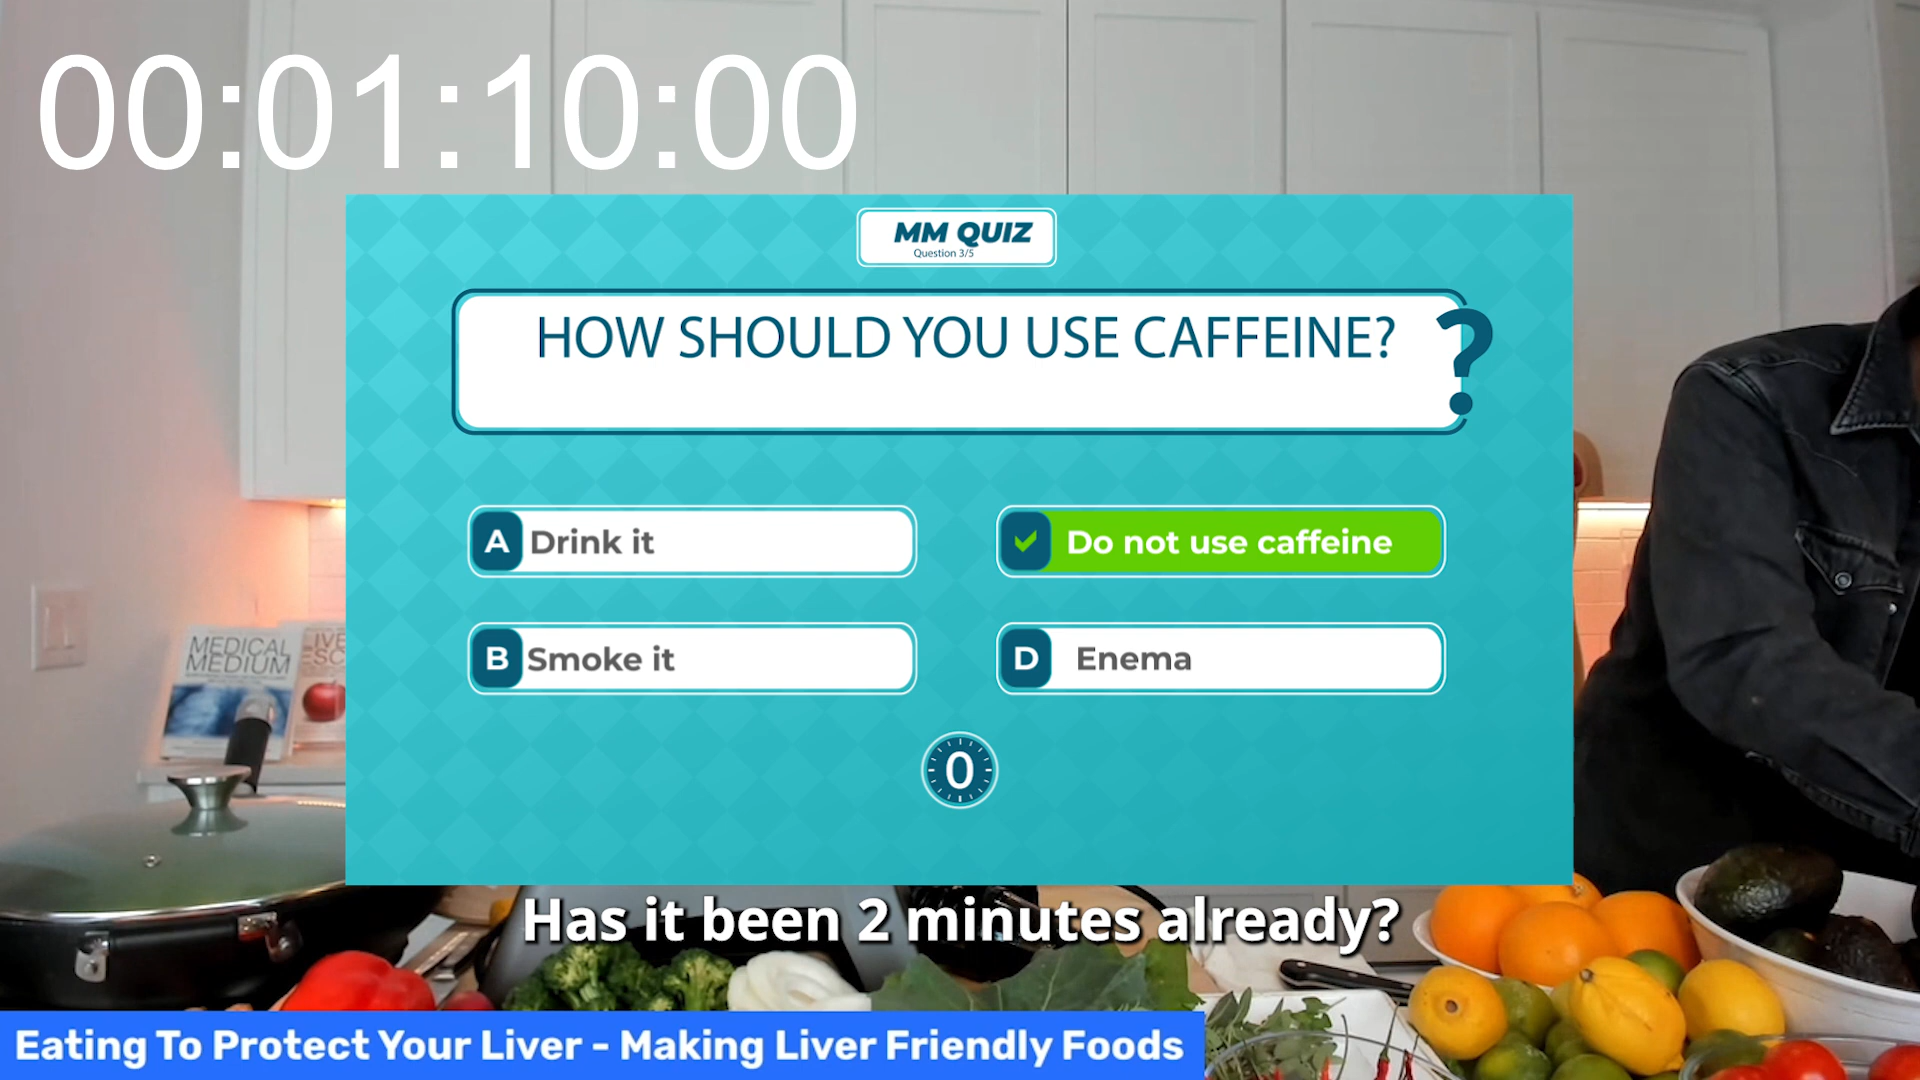 00:01:10:00
MM QUIZ
Question 3/5
HOW SHOULD YOU USE CAFFEINE?
?
A Drink it
Do not use caffeine
B Smoke it
D Enema
0
MEDICAL
MEDIUM
Has it been 2 minutes already?
Eating To Protect Your Liver - Making Liver Friendly Foods